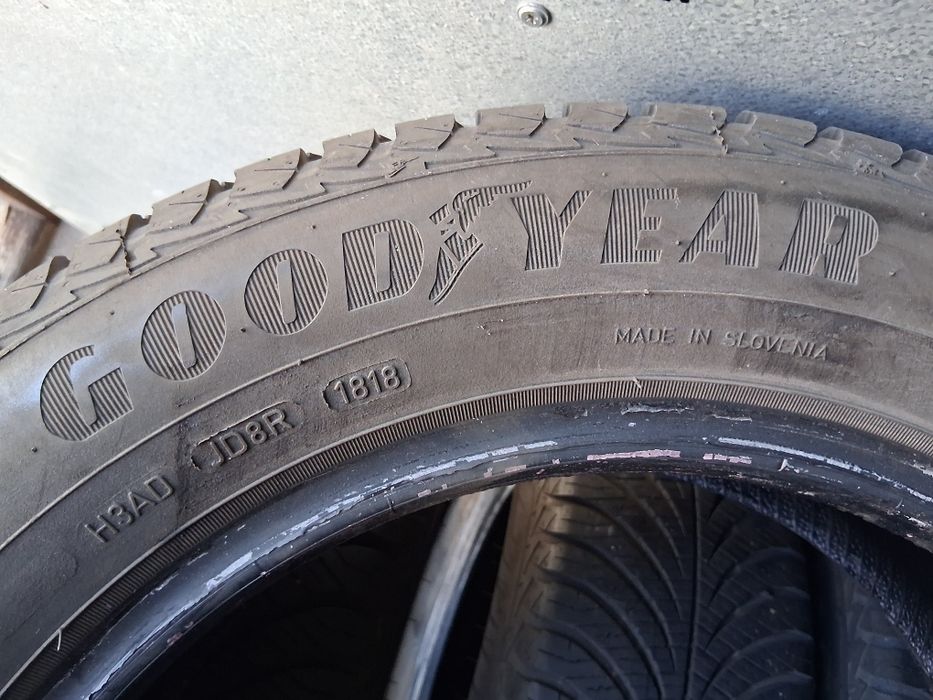 GOODYEAR
MADE IN SLOVENIA
H3AD JD8R 1818